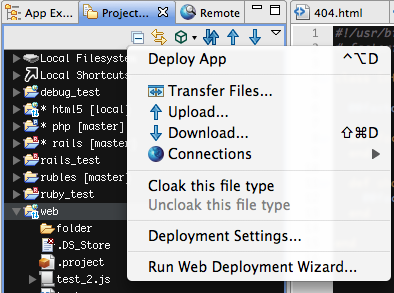 App Ex
Project...
Remote
404.html
1
2
#!/usr/b
Local Filesystem
Local Shortcuts
debug_test
* html5 [local]
* php [master]
* rails [master]
rails_test
rubles [master]
ruby_test
web
folder
.DS_Store
.project
test_2.js
Deploy App ^⌥D
Transfer Files...
Upload...
Download... ⇧⌘D
Connections
Cloak this file type
Uncloak this file type
Deployment Settings...
Run Web Deployment Wizard...